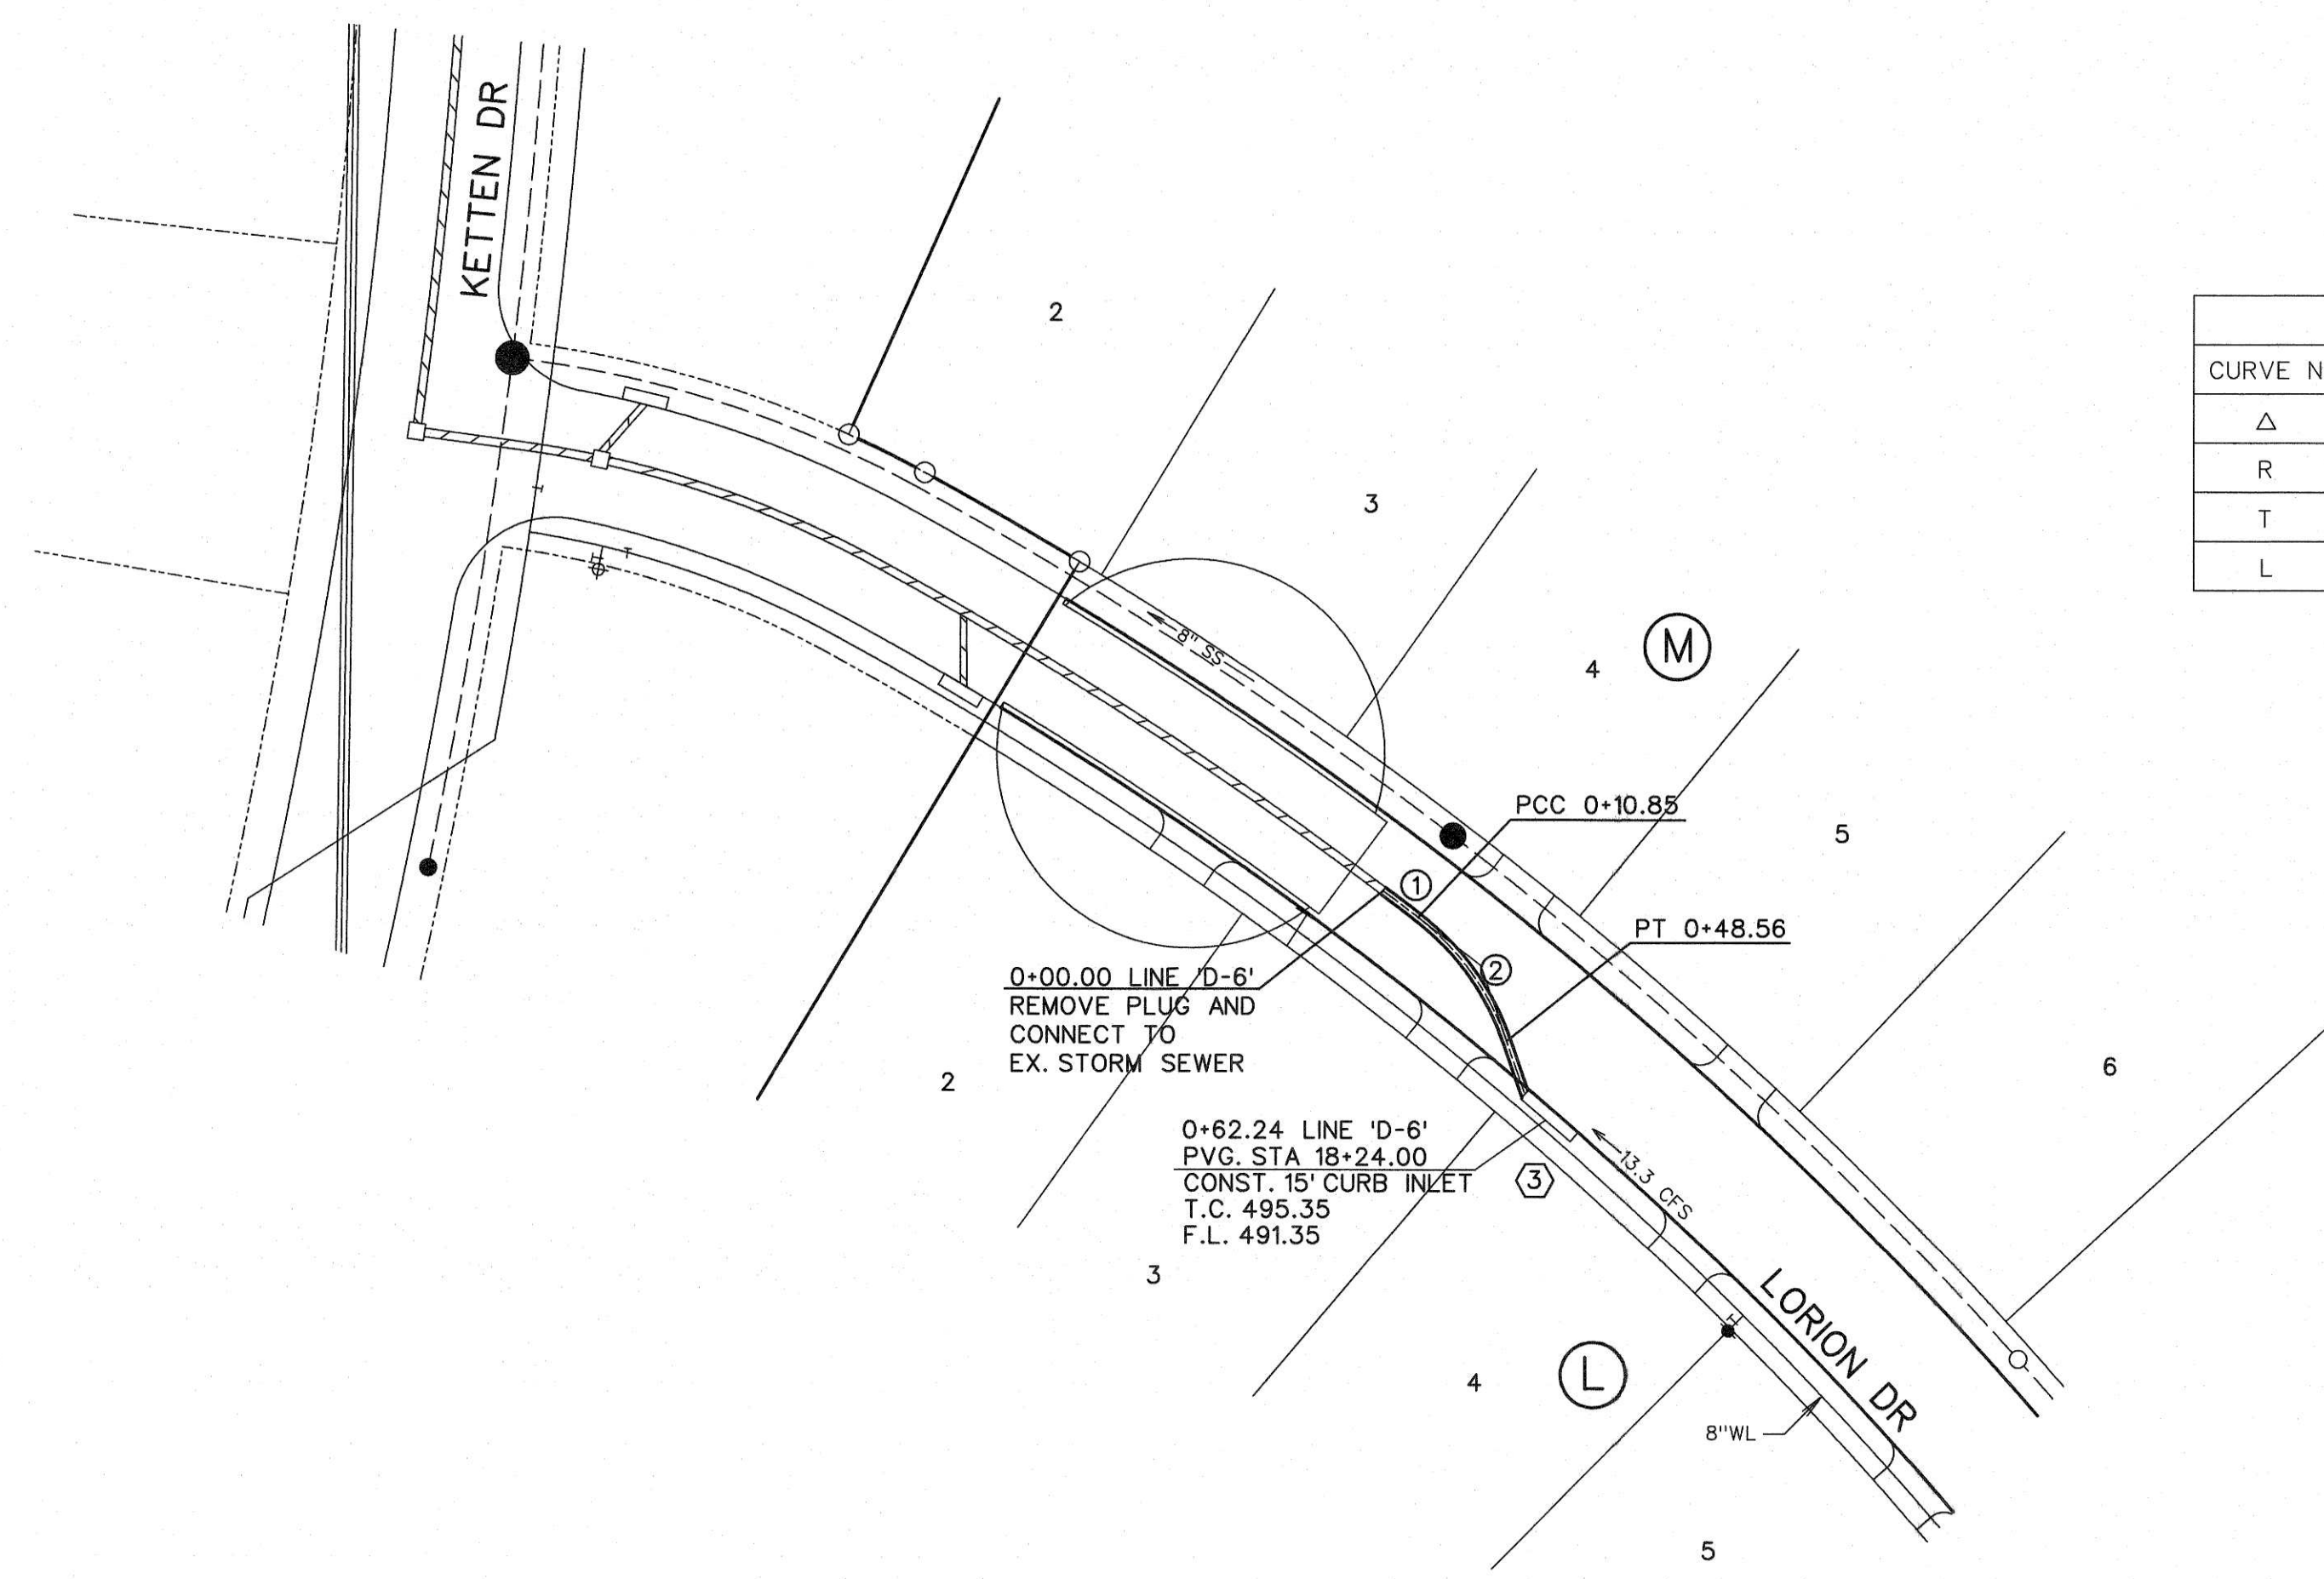 KETTEN DR
2
3
CURVE N
△
R
T
L
4
M
8" SS
5
PCC 0+10.85
1
PT 0+48.56
2
0+00.00 LINE 'D-6'
REMOVE PLUG AND
CONNECT TO
EX. STORM SEWER
6
2
0+62.24 LINE 'D-6'
PVG. STA 18+24.00
CONST. 15' CURB INLET
T.C. 495.35
F.L. 491.35
3
13.3 CFS
3
LORION DR
4
L
8"WL
5